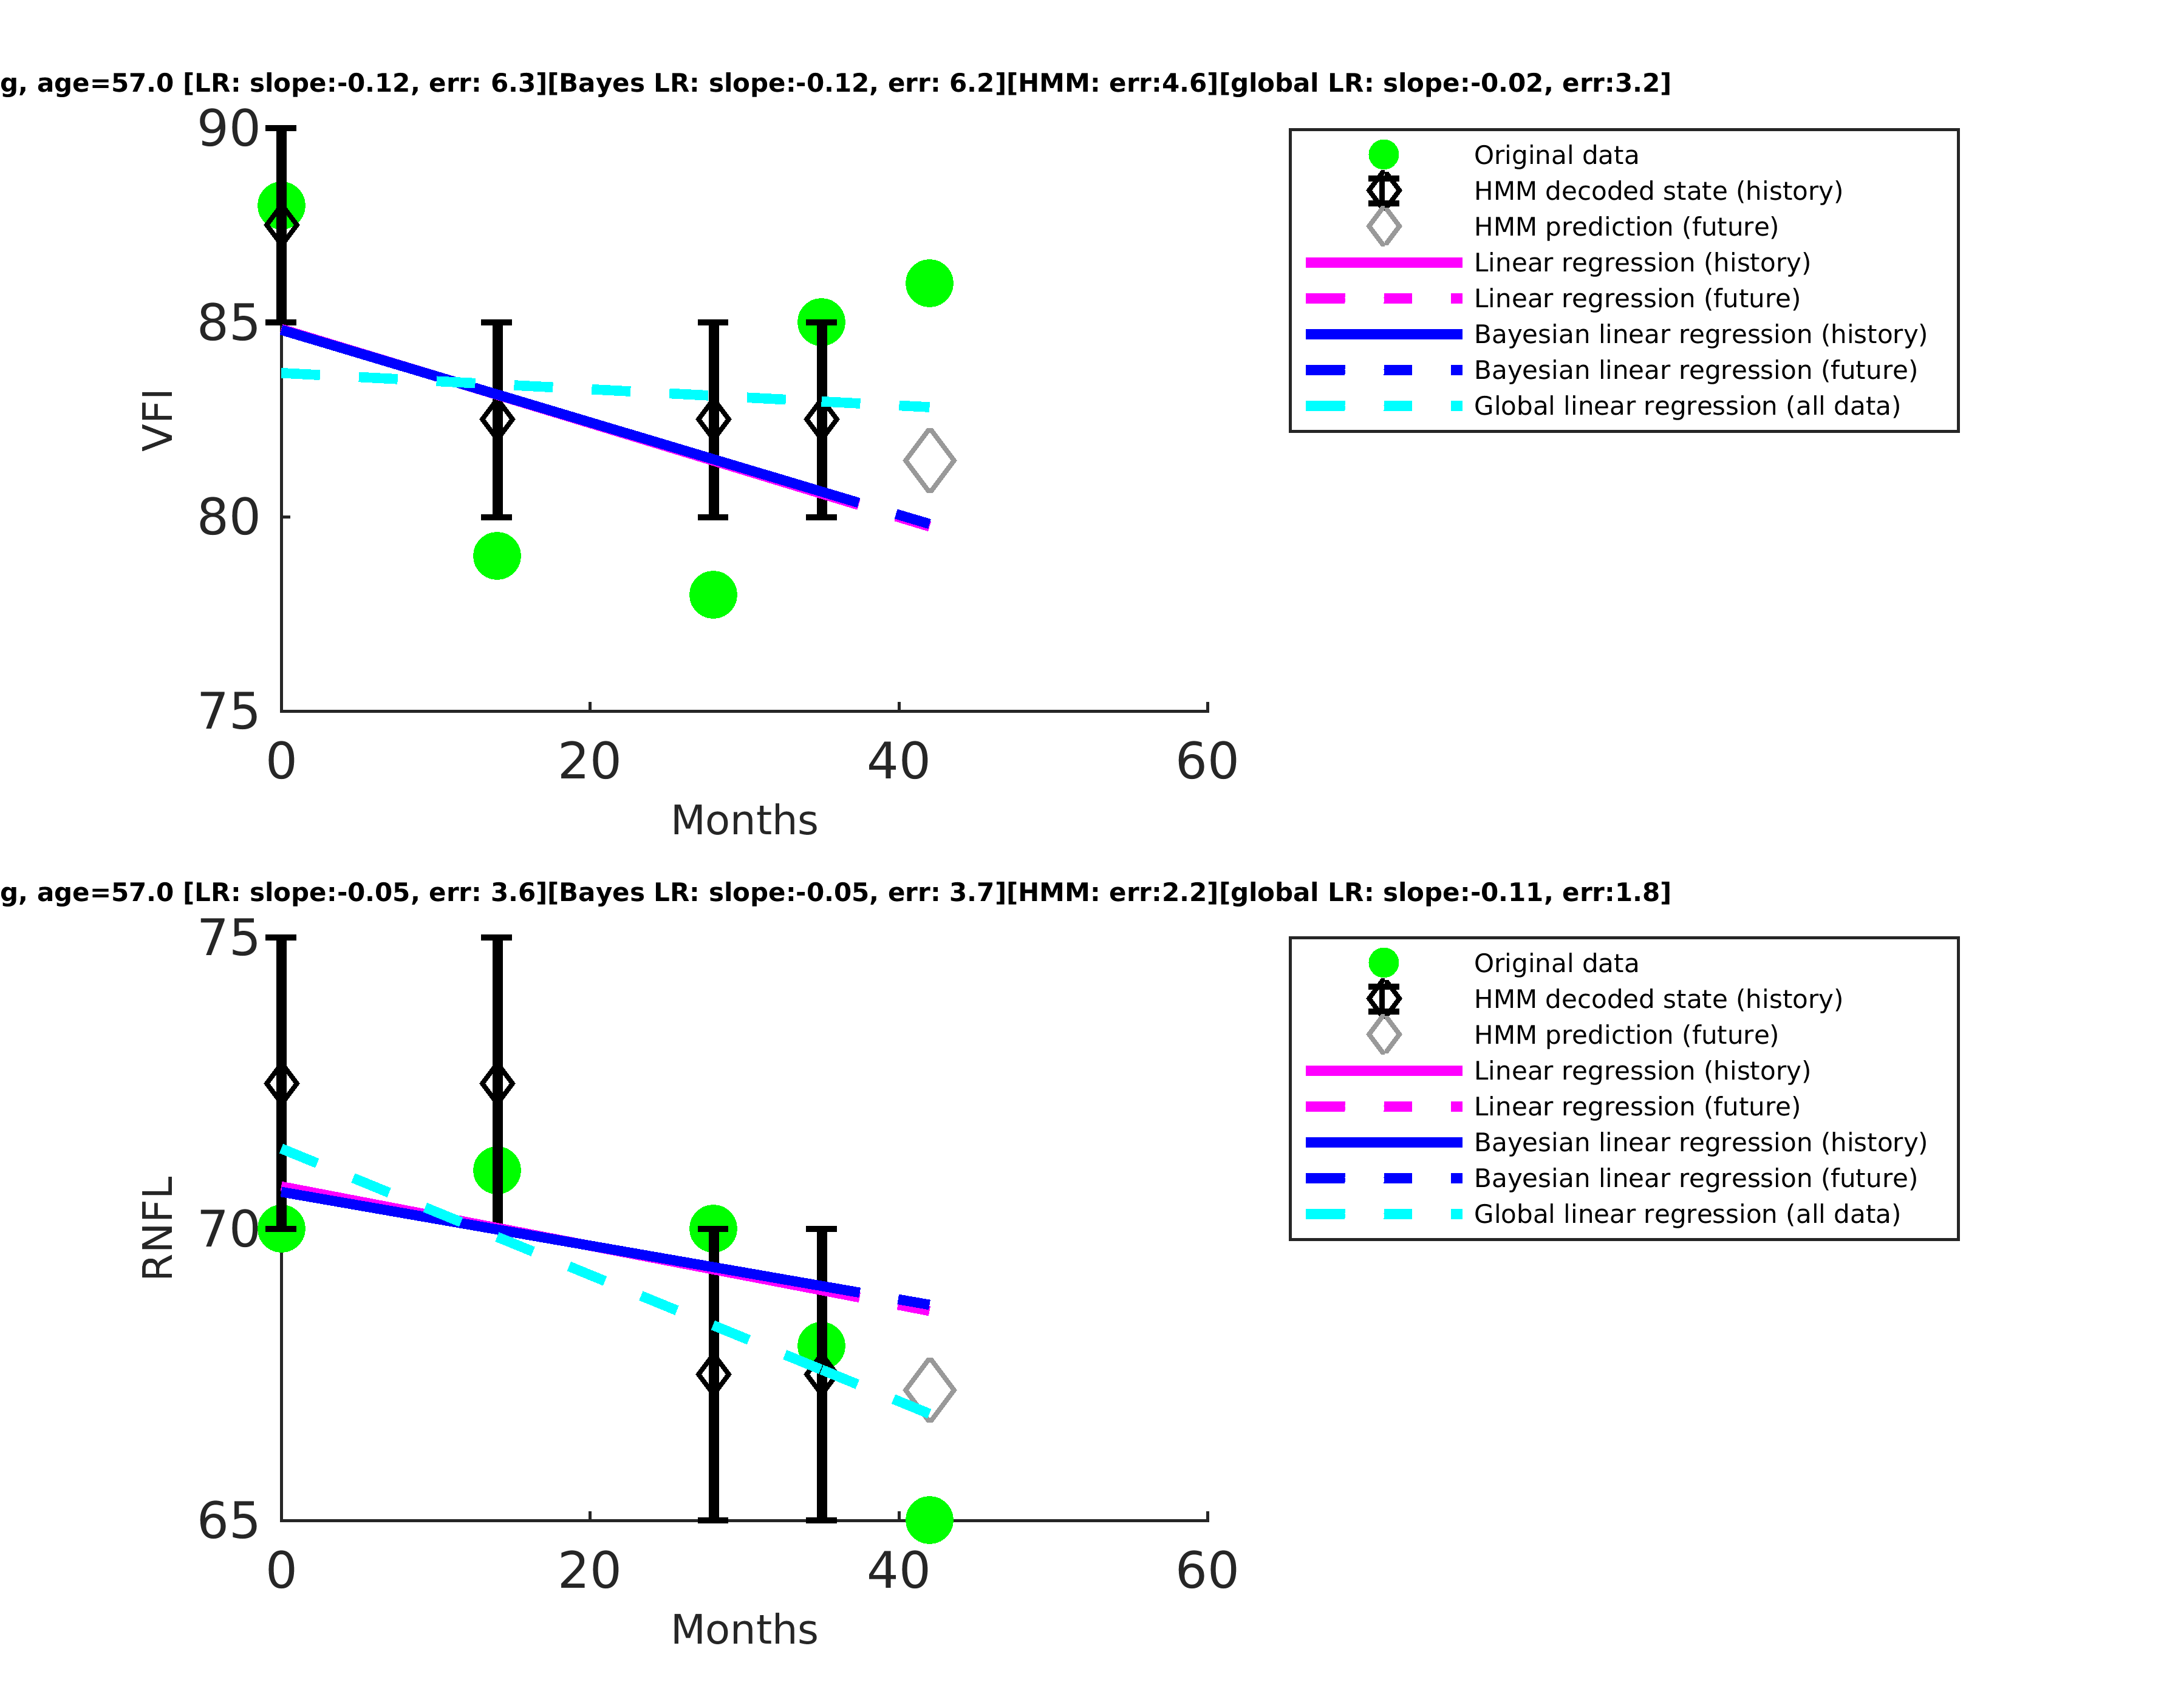 g, age=57.0 [LR: slope:-0.12, err: 6.3][Bayes LR: slope:-0.12, err: 6.2][HMM: err:4.6][global LR: slope:-0.02, err:3.2]
90
85
80
75
VFI
0 20 40 60
Months
Original data
HMM decoded state (history)
HMM prediction (future)
Linear regression (history)
Linear regression (future)
Bayesian linear regression (history)
Bayesian linear regression (future)
Global linear regression (all data)
g, age=57.0 [LR: slope:-0.05, err: 3.6][Bayes LR: slope:-0.05, err: 3.7][HMM: err:2.2][global LR: slope:-0.11, err:1.8]
75
70
65
RNFL
0 20 40 60
Months
Original data
HMM decoded state (history)
HMM prediction (future)
Linear regression (history)
Linear regression (future)
Bayesian linear regression (history)
Bayesian linear regression (future)
Global linear regression (all data)